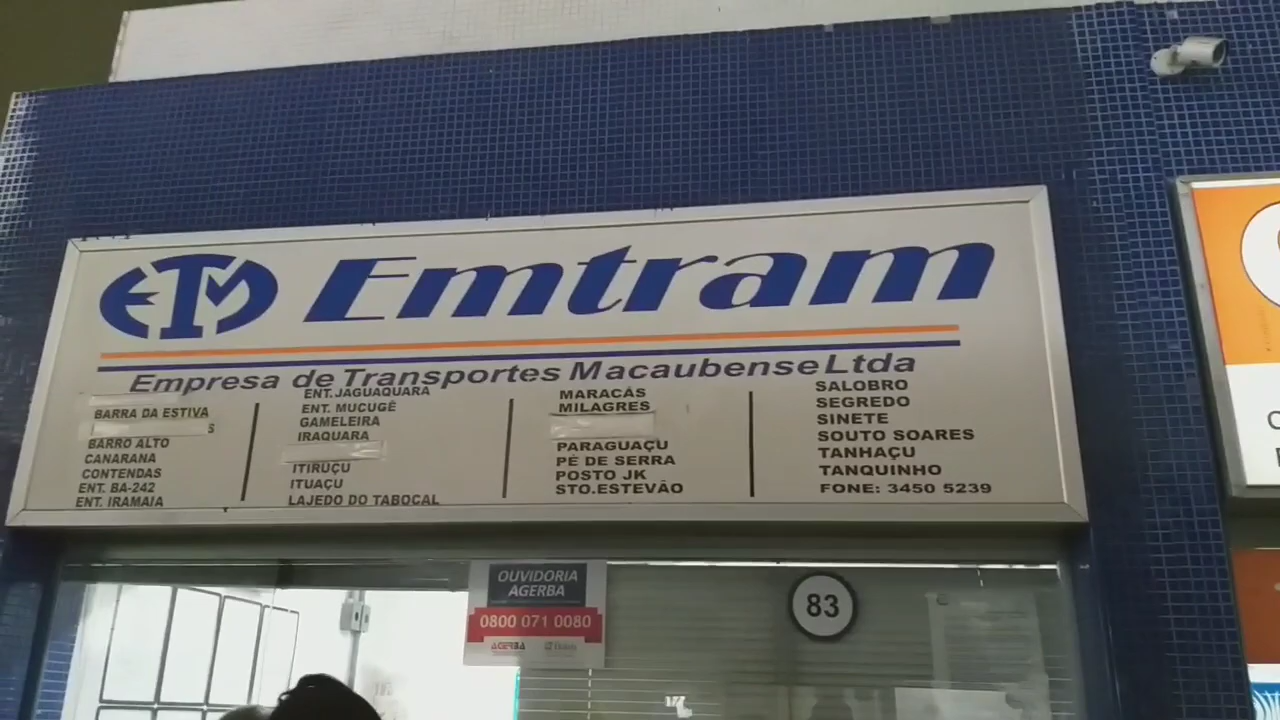 ETM Emtram
Empresa de Transportes Macaubense Ltda
BARRA DA ESTIVA
S
BARRO ALTO
CANARANA
CONTENDAS
ENT. BA-242
ENT. IRAMAIA
ENT. JAGUAQUARA
ENT. MUCUGÊ
GAMELEIRA
IRAQUARA
ITIRUÇU
ITUAÇU
LAJEDO DO TABOCAL
MARACÁS
MILAGRES
PARAGUAÇU
PÉ DE SERRA
POSTO JK
STO.ESTEVÃO
SALOBRO
SEGREDO
SINETE
SOUTO SOARES
TANHAÇU
TANQUINHO
FONE: 3450 5239
OUVIDORIA
AGERBA
0800 071 0080
AGERBA
83